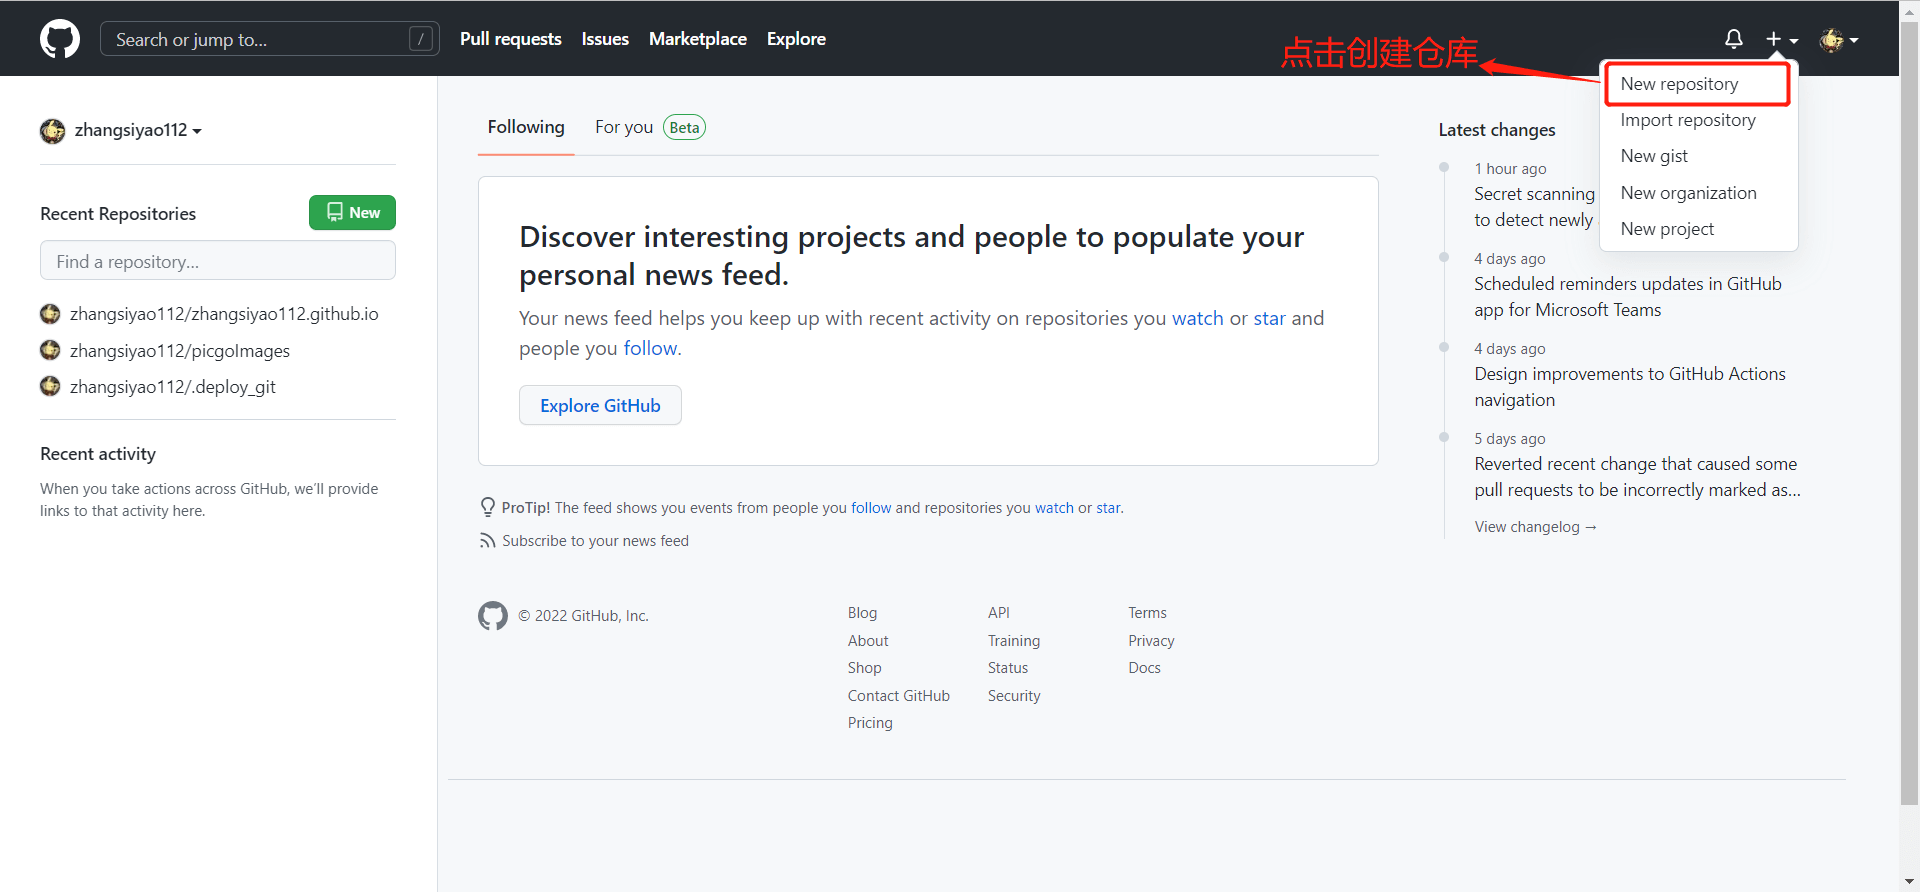 Search or jump to...
/
Pull requests
Issues
Marketplace
Explore
点击创建仓库
New repository
Import repository
New gist
New organization
New project
zhangsiyao112
Recent Repositories
New
Find a repository...
zhangsiyao112/zhangsiyao112.github.io
zhangsiyao112/picgoImages
zhangsiyao112/.deploy_git
Recent activity
When you take actions across GitHub, we'll provide
links to that activity here.
Following
For you
Beta
Discover interesting projects and people to populate your
personal news feed.
Your news feed helps you keep up with recent activity on repositories you watch or star and
people you follow.
Explore GitHub
ProTip! The feed shows you events from people you follow and repositories you watch or star.
Subscribe to your news feed
Latest changes
1 hour ago
Secret scanning
to detect newly
4 days ago
Scheduled reminders updates in GitHub
app for Microsoft Teams
4 days ago
Design improvements to GitHub Actions
navigation
5 days ago
Reverted recent change that caused some
pull requests to be incorrectly marked as...
View changelog →
© 2022 GitHub, Inc.
Blog
About
Shop
Contact GitHub
Pricing
API
Training
Status
Security
Terms
Privacy
Docs